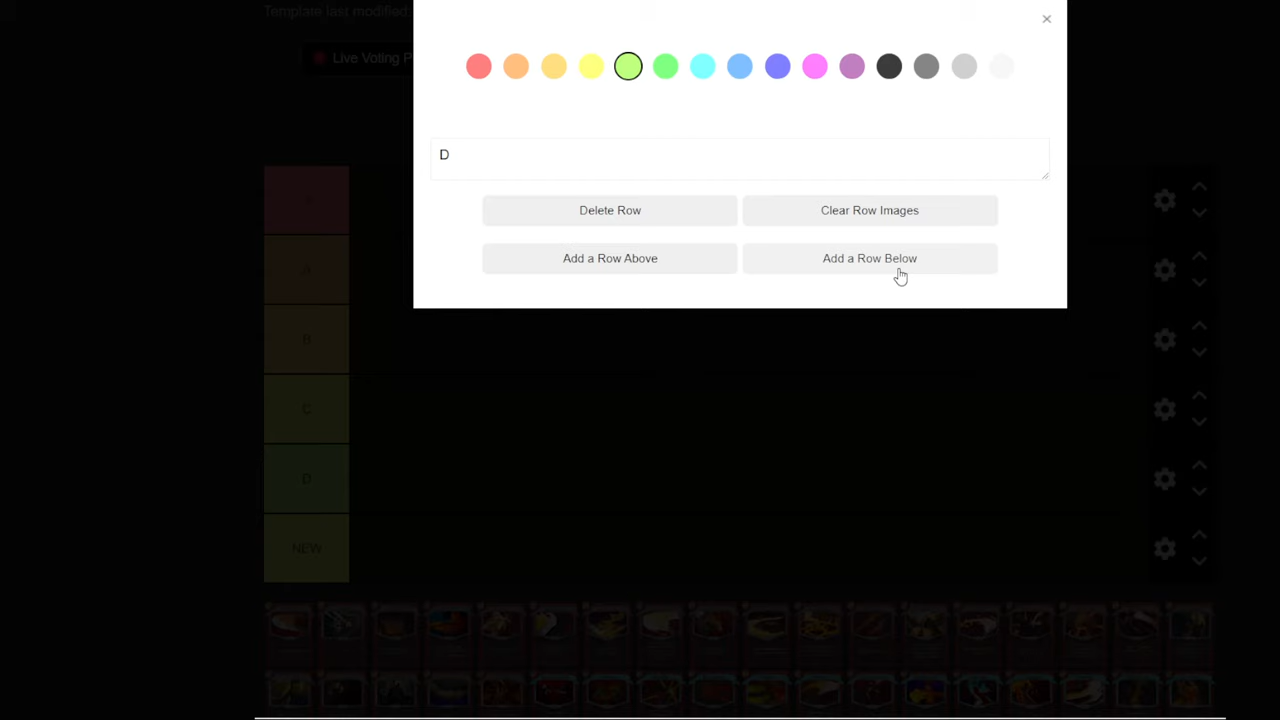 Template last modified:
Live Voting P
D
Delete Row
Clear Row Images
Add a Row Above
Add a Row Below
A
B
C
D
NEW